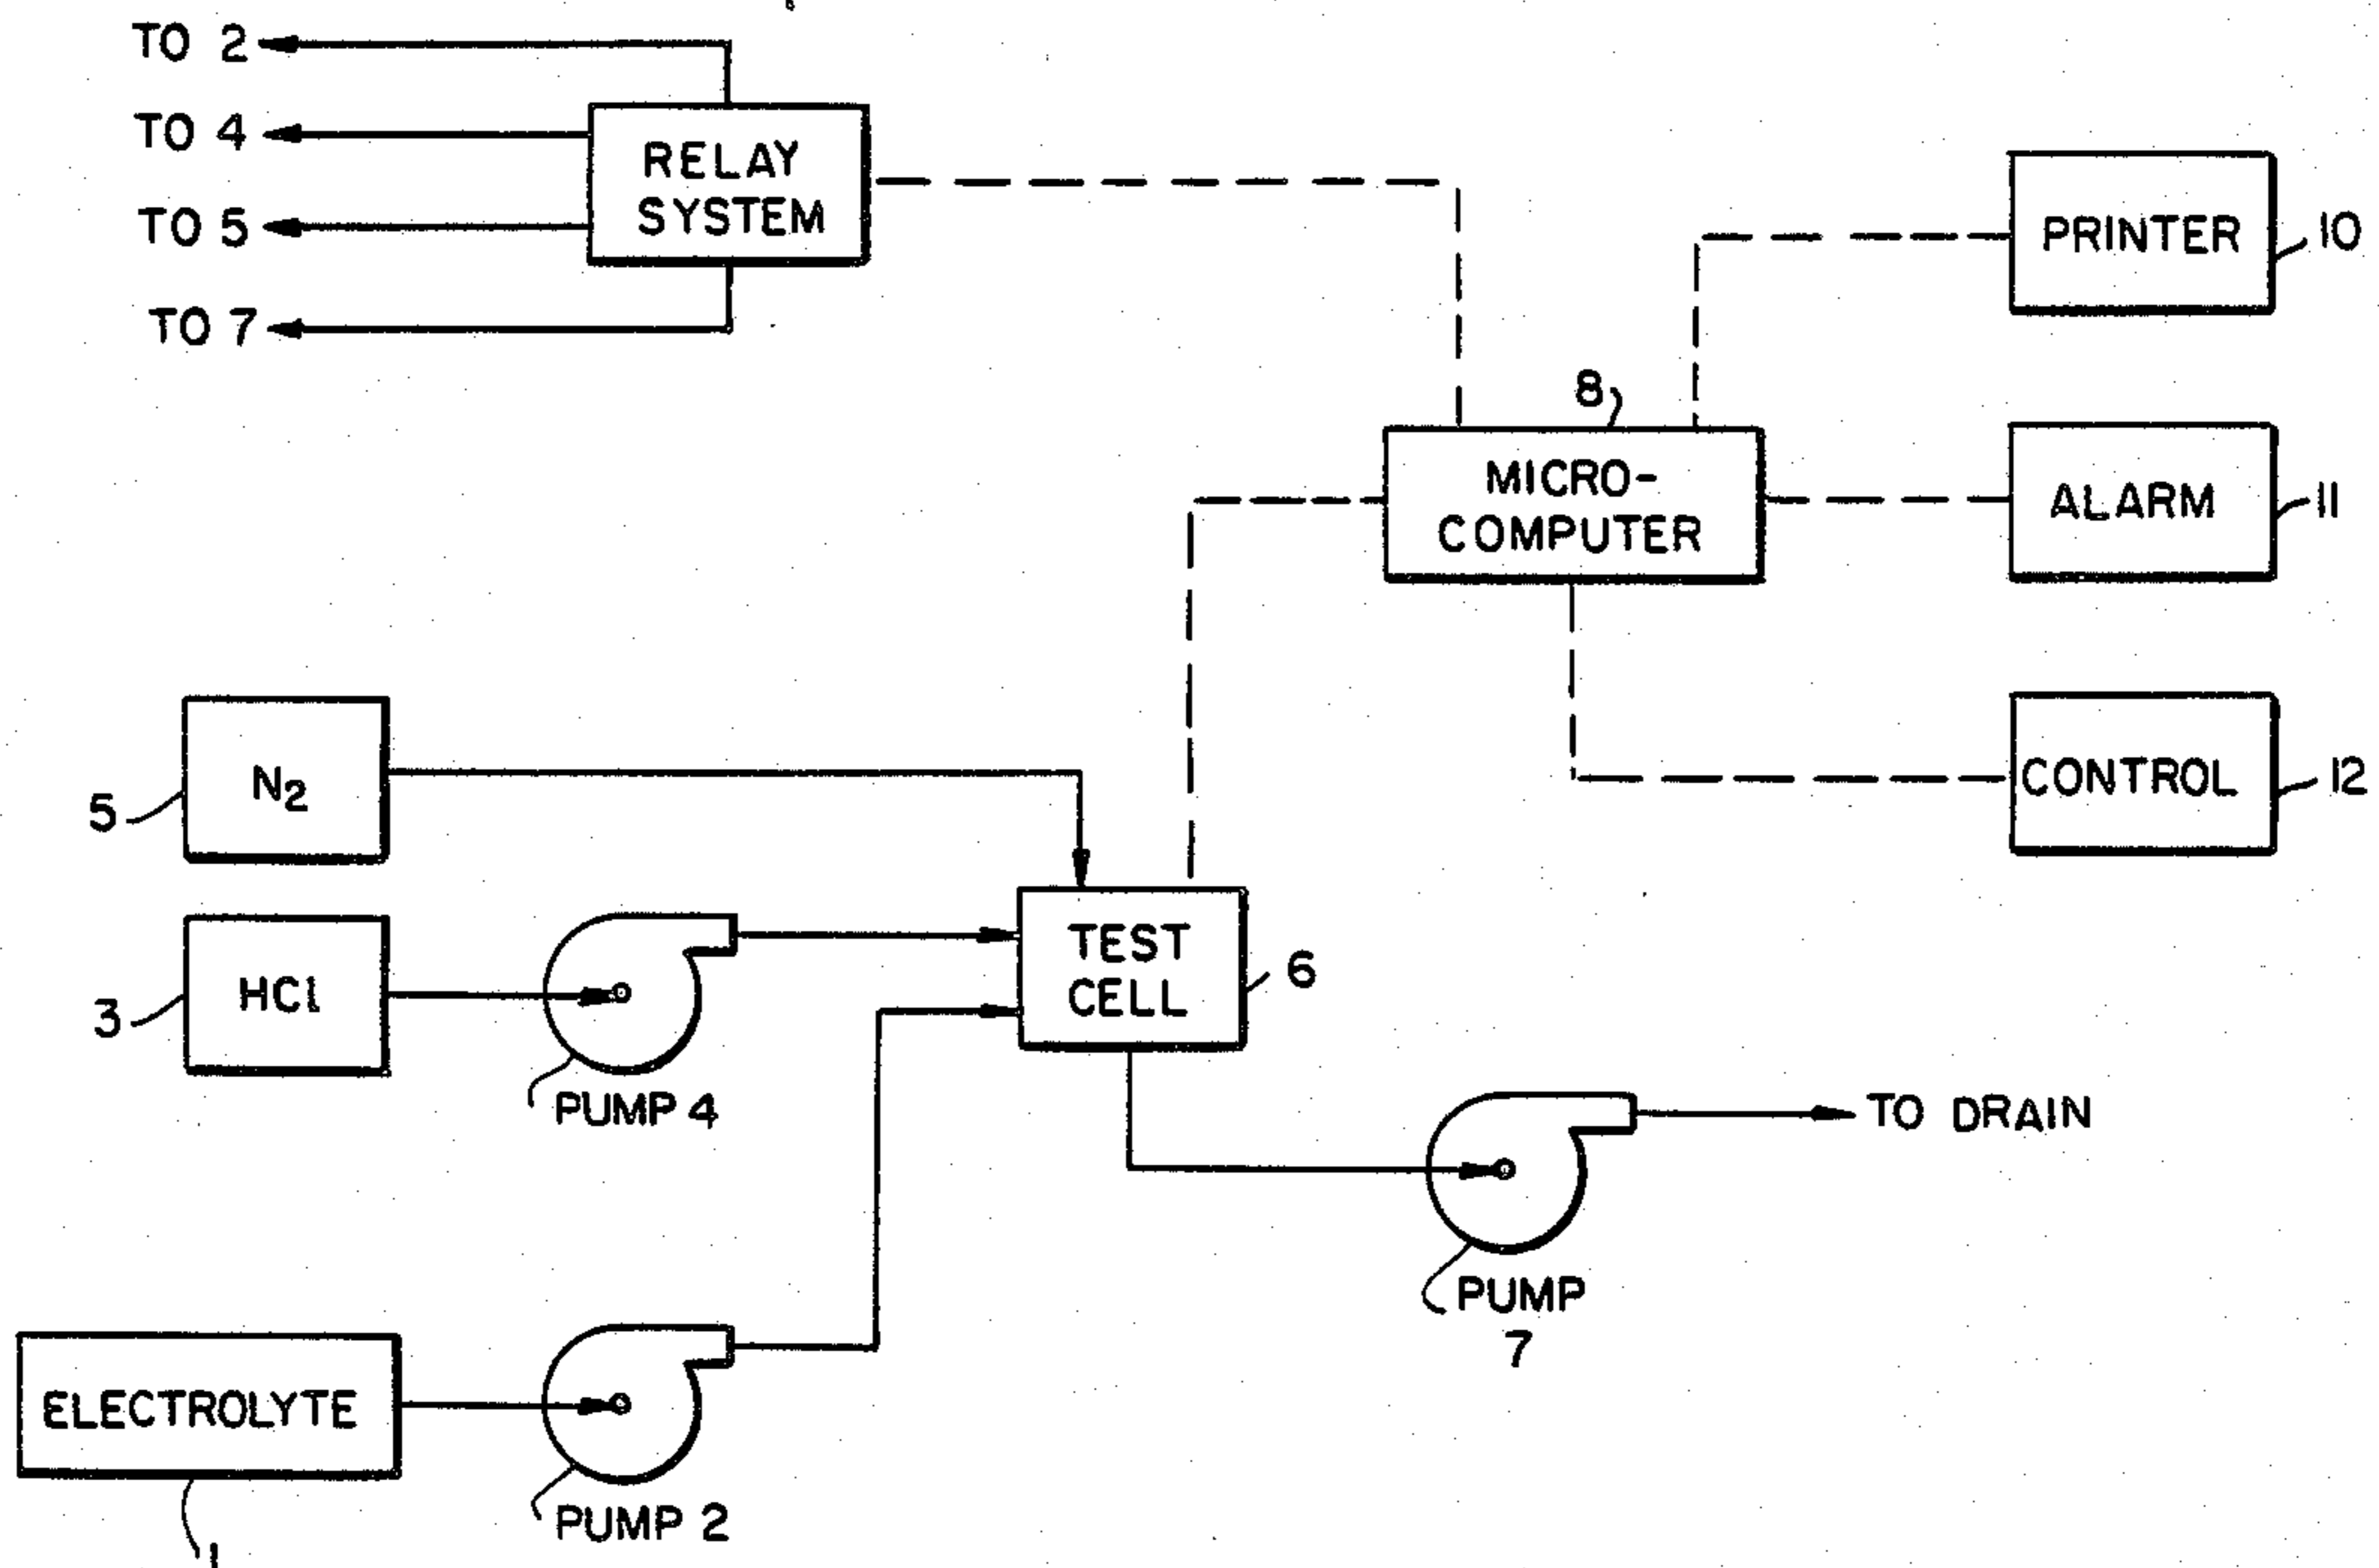 TO 2
TO 4
TO 5
TO 7
RELAY
SYSTEM
PRINTER
10
8
MICRO-
COMPUTER
ALARM
11
CONTROL
12
N2
5
HCl
3
PUMP 4
TEST
CELL
6
TO DRAIN
PUMP
7
ELECTROLYTE
1
PUMP 2